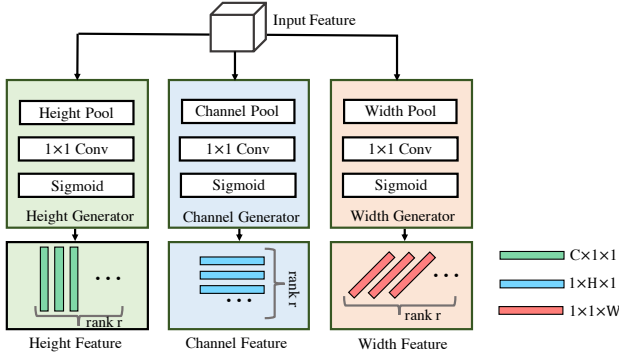 Input Feature
Height Pool
1×1 Conv
Sigmoid
Height Generator
Channel Pool
1×1 Conv
Sigmoid
Channel Generator
Width Pool
1×1 Conv
Sigmoid
Width Generator
...
rank r
Height Feature
...
rank r
Channel Feature
...
rank r
Width Feature
C×1×1
1×H×1
1×1×W